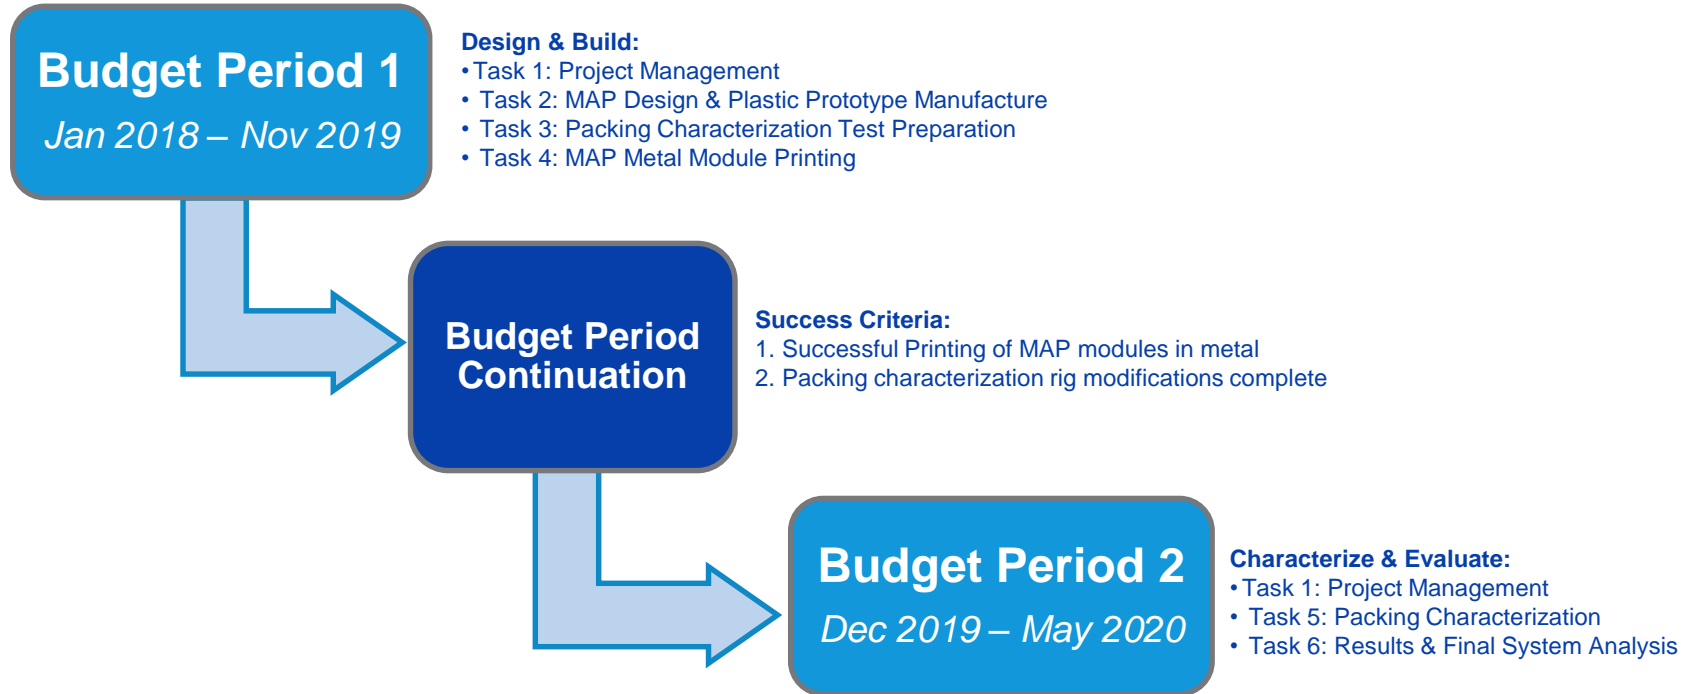 Budget Period 1
Jan 2018 – Nov 2019
Design & Build:
• Task 1: Project Management
• Task 2: MAP Design & Plastic Prototype Manufacture
• Task 3: Packing Characterization Test Preparation
• Task 4: MAP Metal Module Printing
Budget Period
Continuation
Success Criteria:
1. Successful Printing of MAP modules in metal
2. Packing characterization rig modifications complete
Budget Period 2
Dec 2019 – May 2020
Characterize & Evaluate:
• Task 1: Project Management
• Task 5: Packing Characterization
• Task 6: Results & Final System Analysis